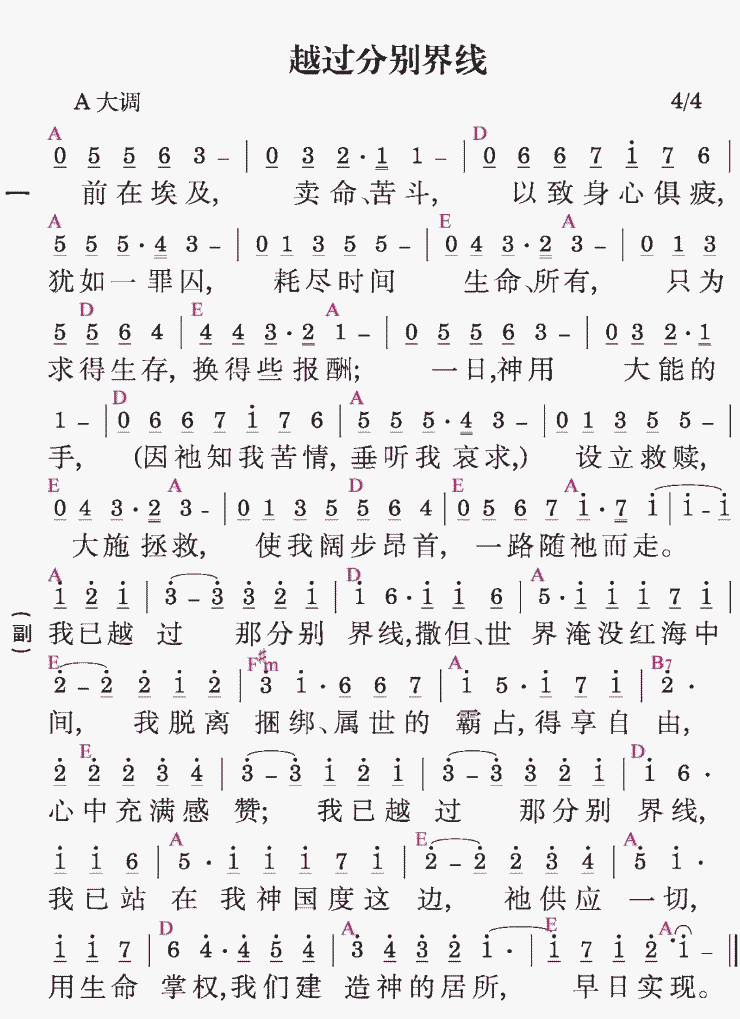 越过分别界线
A 大调 4/4
A D
0 5 5 6 3 – | 0 3 2 · 1 1 – | 0 6 6 7 i 7 6 |
一 前在埃及, 卖命、苦斗, 以致身心俱疲,
A E A
5 5 5 · 4 3 – | 0 1 3 5 5 – | 0 4 3 · 2 3 – | 0 1 3
犹如一罪囚, 耗尽时间 生命、所有, 只为
D E A
5 5 6 4 | 4 4 3 · 2 1 – | 0 5 5 6 3 – | 0 3 2 · 1
求得生存, 换得些报酬; 一日,神用 大能的
D A
1 – | 0 6 6 7 i 7 6 | 5 5 5 · 4 3 – | 0 1 3 5 5 – |
手, (因祂知我苦情, 垂听我哀求,) 设立救赎,
E A D E A
0 4 3 · 2 3 – | 0 1 3 5 5 6 4 | 0 5 6 7 i · 7 i | i – i
大施拯救, 使我阔步昂首, 一路随祂而走。
A D A
i 2̇ i | 3̇ – 3̇ 3̇ 2̇ i | i 6 · i i 6 | 5 · i i i 7 i |
(副) 我已越过 那分别界线,撒但、世界淹没红海中
E F♯m A B7
2̇ – 2̇ 2̇ i 2̇ | 3̇ i · 6 6 7 | i 5 · i 7 i | 2̇ ·
间, 我脱离捆绑、属世的霸占,得享自由,
E D
2̇ 2̇ 2̇ 3̇ 4̇ | 3̇ – 3̇ i 2̇ i | 3̇ – 3̇ 3̇ 2̇ i | i 6 ·
心中充满感赞; 我已越过 那分别界线,
A E A
i i 6 | 5 · i i i 7 i | 2̇ – 2̇ 2̇ 3̇ 4̇ | 5̇ i ·
我已站在我神国度这边, 祂供应一切,
D A E A
i i 7 | 6 4̇ · 4̇ 5̇ 4̇ | 3̇ 4̇ 3̇ 2̇ i · | i 7 i 2̇ · i – ‖
用生命掌权,我们建造神的居所, 早日实现。